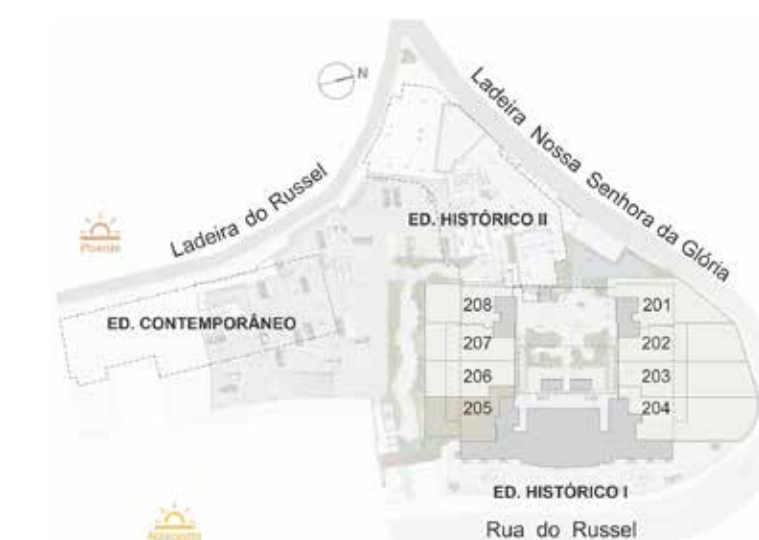 N
Ladeira Nossa Senhora da Glória
Ladeira do Russel
Poente
ED. HISTÓRICO II
ED. CONTEMPORÂNEO
208
201
207
202
206
203
205
204
ED. HISTÓRICO I
Rua do Russel
Nascente